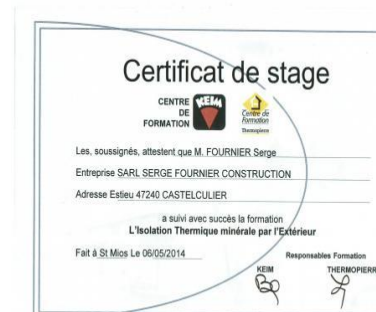 Certificat de stage
CENTRE
DE
FORMATION
KEIM
Centre de
Formation
Thermopierre
Les, soussignés, attestent que M. FOURNIER Serge
Entreprise SARL SERGE FOURNIER CONSTRUCTION
Adresse Estieu 47240 CASTELCULIER
a suivi avec succès la formation
L'Isolation Thermique minérale par l'Extérieur
Fait à St Mios Le 06/05/2014
Responsables Formation
KEIM THERMOPIERR